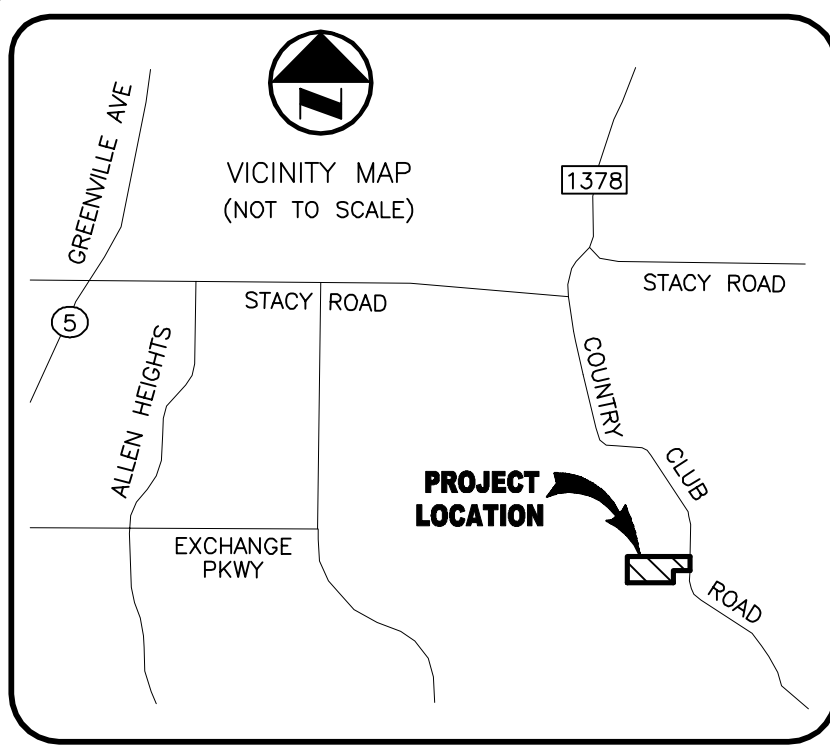 GREENVILLE AVE
N
VICINITY MAP
(NOT TO SCALE)
1378
STACY ROAD
STACY ROAD
5
ALLEN HEIGHTS
COUNTRY
CLUB
ROAD
PROJECT
LOCATION
EXCHANGE
PKWY